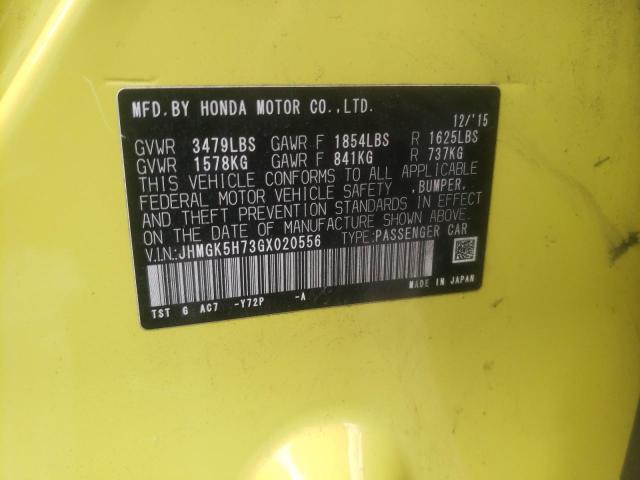 MFD.BY HONDA MOTOR CO.,LTD. 12/'15
GVWR 3479LBS GAWR F 1854LBS R 1625LBS
GVWR 1578KG GAWR F 841KG R 737KG
THIS VEHICLE CONFORMS TO ALL APPLICABLE
FEDERAL MOTOR VEHICLE SAFETY ,BUMPER,
AND THEFT PREVENTION STANDARDS IN EFFECT
ON THE DATE OF MANUFACTURE SHOWN ABOVE.
V.I.N.:JHMGK5H73GX020556 TYPE:PASSENGER CAR
TST G AC7 -Y72P -A MADE IN JAPAN